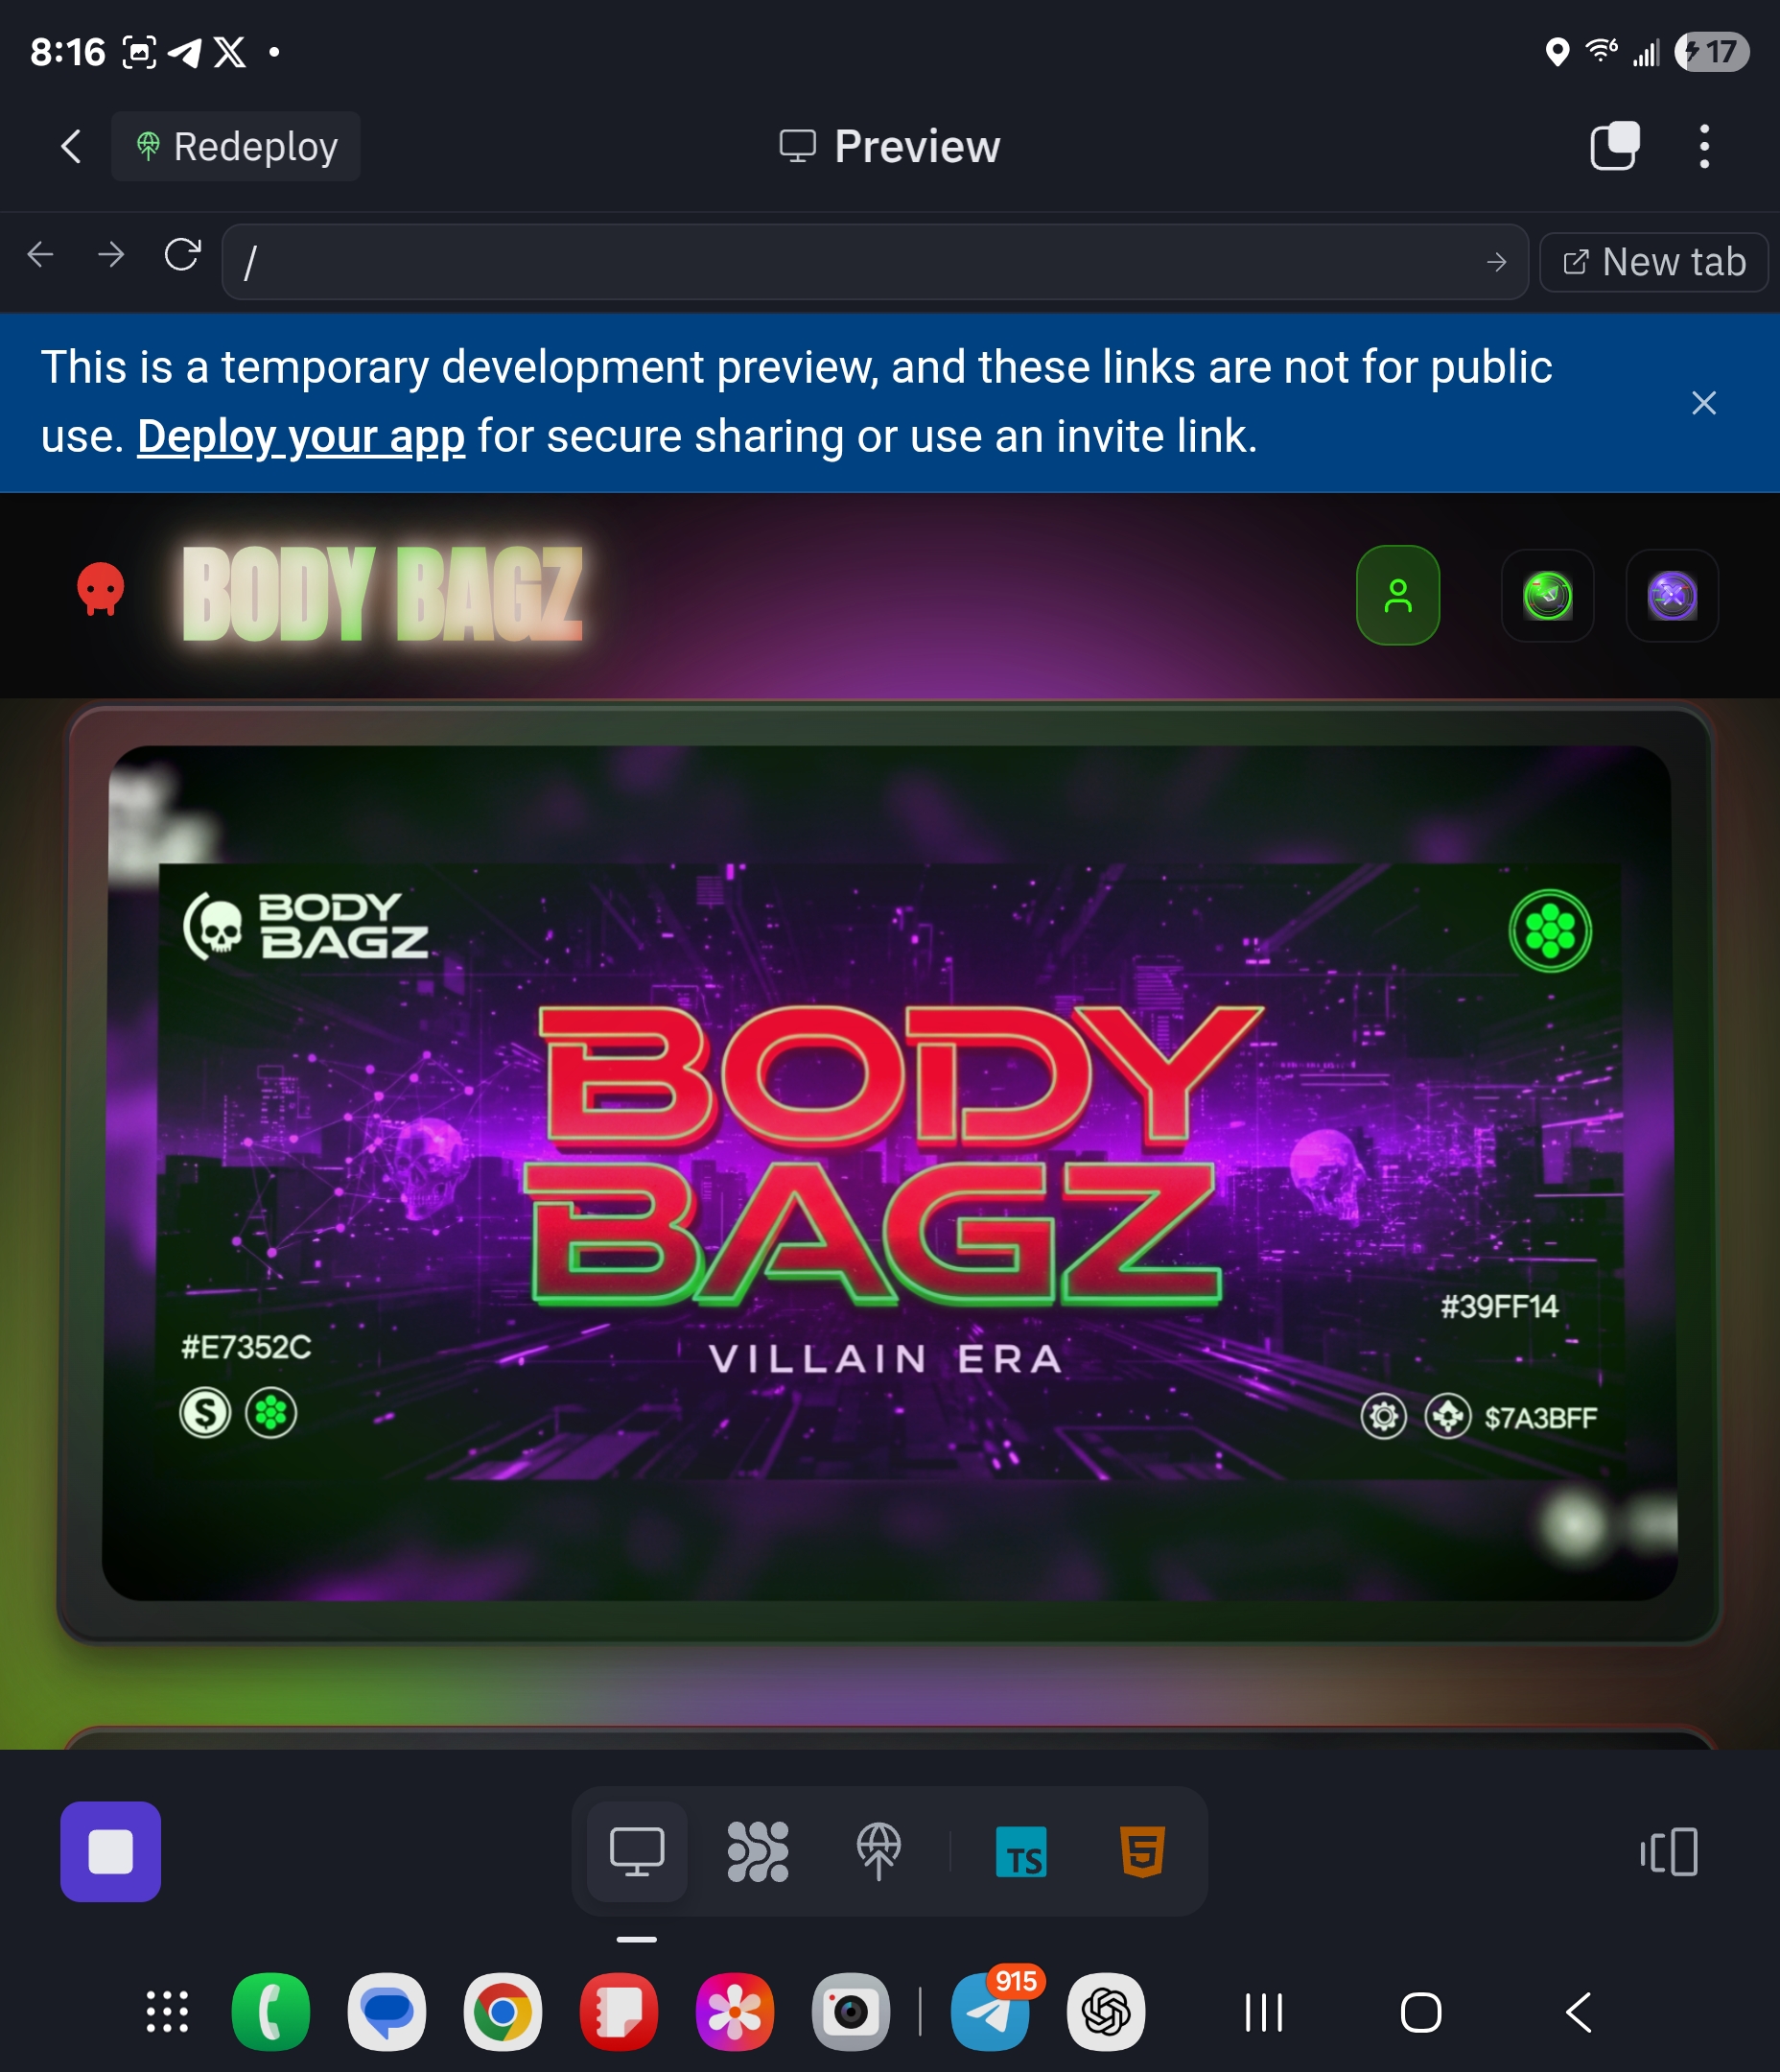 8:16
17
Redeploy
Preview
/
New tab
This is a temporary development preview, and these links are not for public
use. Deploy your app for secure sharing or use an invite link.
BODY BAGZ
BODY
BAGZ
BODY
BAGZ
#39FF14
#E7352C
VILLAIN ERA
$7A3BFF
TS
5
915